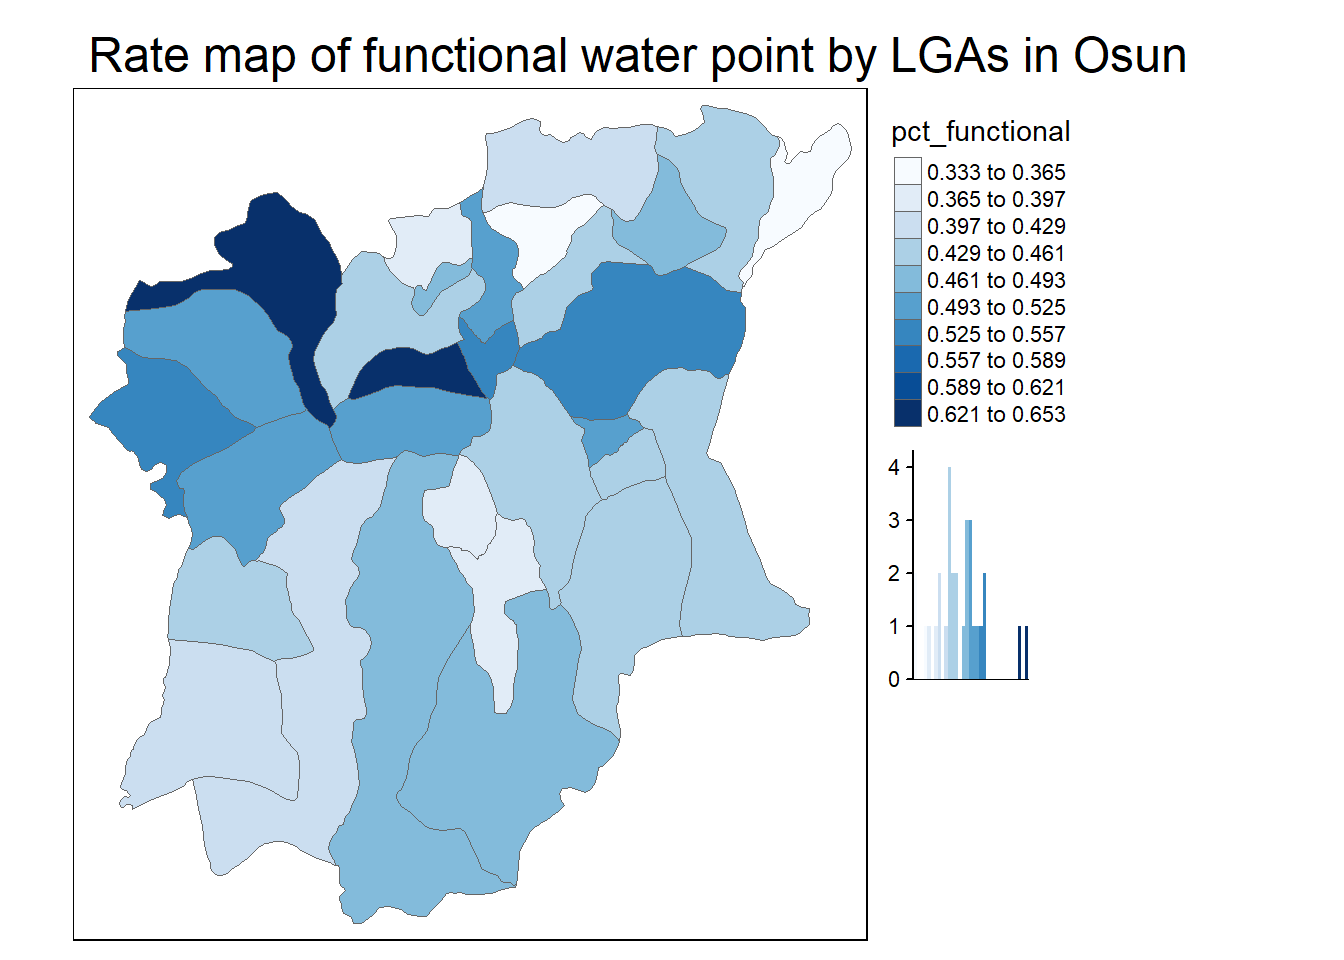 Rate map of functional water point by LGAs in Osun
pct_functional
0.333 to 0.365
0.365 to 0.397
0.397 to 0.429
0.429 to 0.461
0.461 to 0.493
0.493 to 0.525
0.525 to 0.557
0.557 to 0.589
0.589 to 0.621
0.621 to 0.653
4
3
2
1
0